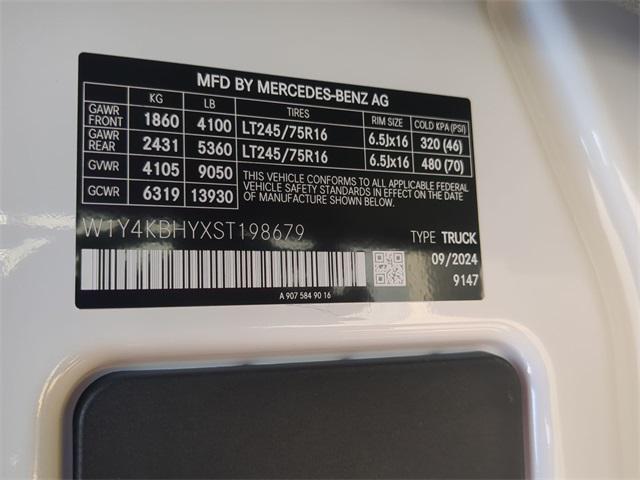 MFD BY MERCEDES-BENZ AG
KG LB TIRES RIM SIZE COLD KPA (PSI)
GAWR FRONT 1860 4100 LT245/75R16 6.5Jx16 320 (46)
GAWR REAR 2431 5360 LT245/75R16 6.5Jx16 480 (70)
GVWR 4105 9050 THIS VEHICLE CONFORMS TO ALL APPLICABLE FEDERAL
VEHICLE SAFETY STANDARDS IN EFFECT ON THE DATE
GCWR 6319 13930 OF MANUFACTURE SHOWN BELOW.
W1Y4KBHYXST198679
TYPE TRUCK
09/2024
9147
A 907 584 90 16